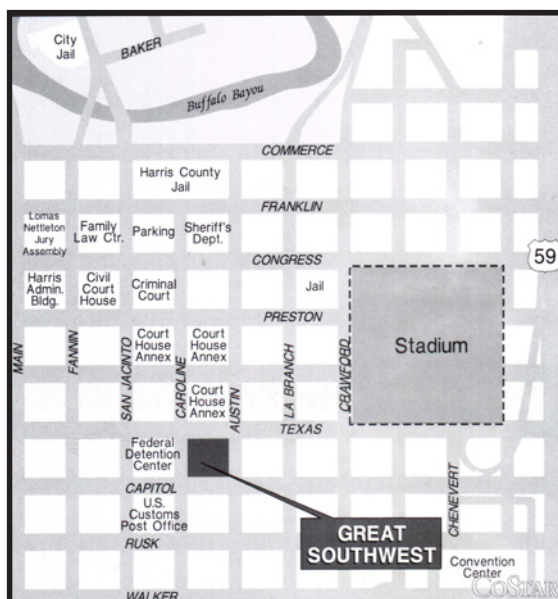 City
Jail
BAKER
Buffalo Bayou
COMMERCE
Harris County
Jail
FRANKLIN
Lomas
Nettleton
Jury
Assembly
Family
Law Ctr.
Parking
Sheriff's
Dept.
CONGRESS
59
Harris
Admin.
Bldg.
Civil
Court
House
Criminal
Court
Jail
PRESTON
Stadium
MAIN
FANNIN
SAN JACINTO
Court
House
Annex
CAROLINE
Court
House
Annex
AUSTIN
LA BRANCH
CRAWFORD
Court
House
Annex
TEXAS
Federal
Detention
Center
CAPITOL
U.S.
Customs
Post Office
CHENEVERT
GREAT
SOUTHWEST
RUSK
Convention
Center
WALKER
COSTAR